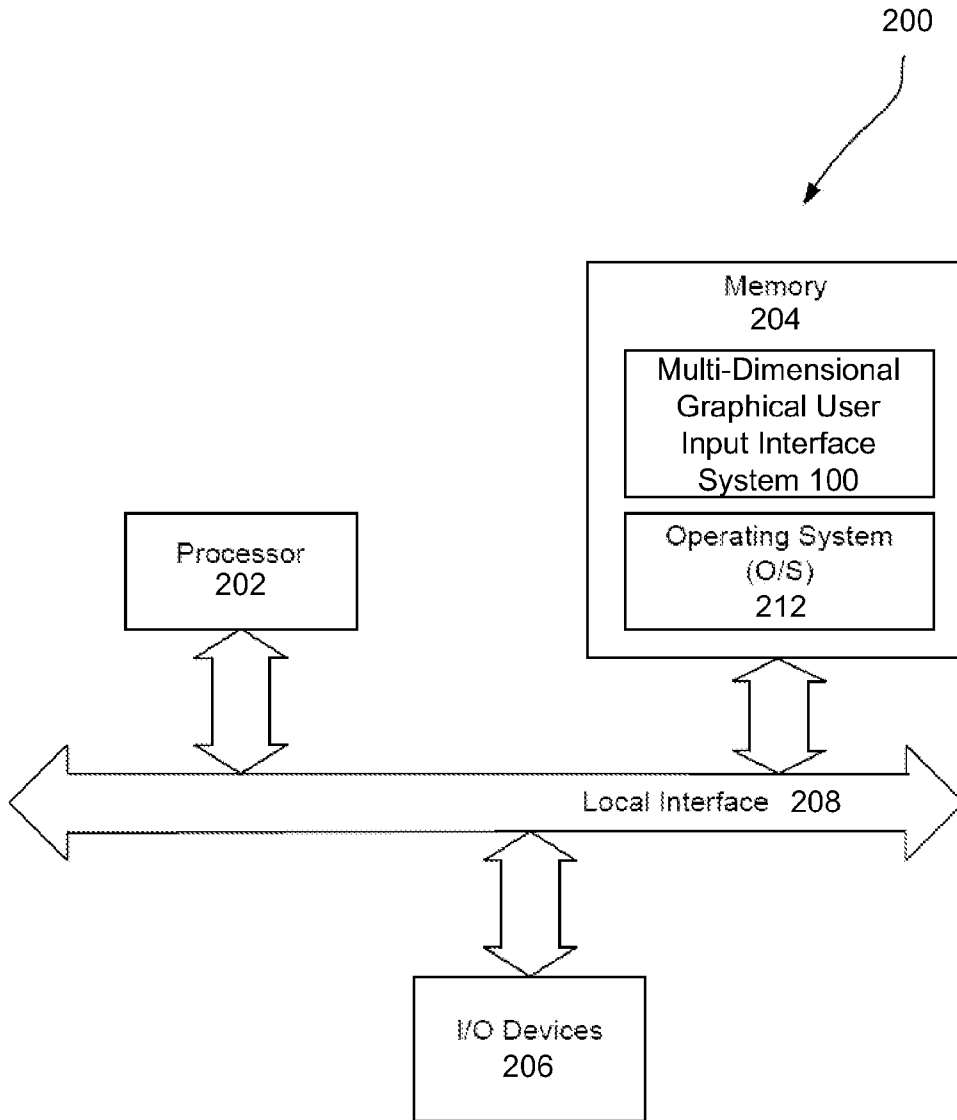 200
Memory
204
Multi-Dimensional
Graphical User
Input Interface
System 100
Operating System
(O/S)
212
Processor
202
Local Interface 208
I/O Devices
206